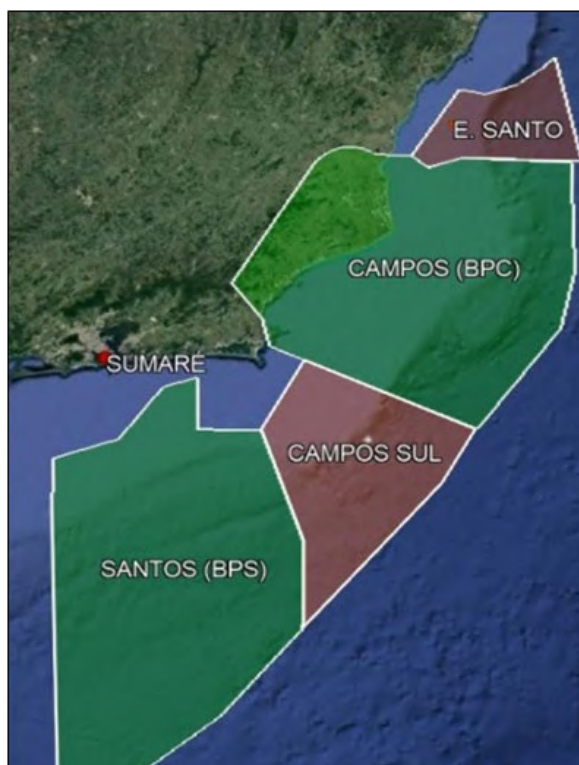 E. SANTO
CAMPOS (BPC)
SUMARÉ
CAMPOS SUL
SANTOS (BPS)